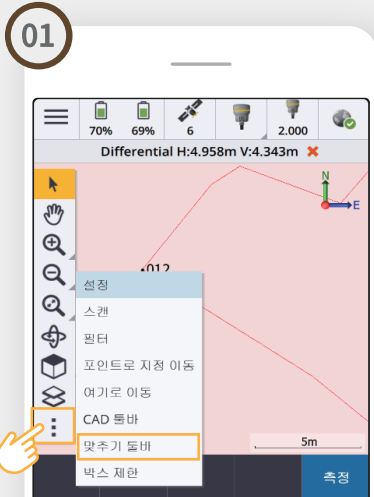 01
70% 69% 6 2.000
Differential H:4.958m V:4.343m
N
E
.012
설정
스캔
필터
포인트로 지정 이동
여기로 이동
CAD 툴바
맞추기 툴바
박스 제한
5m
측정